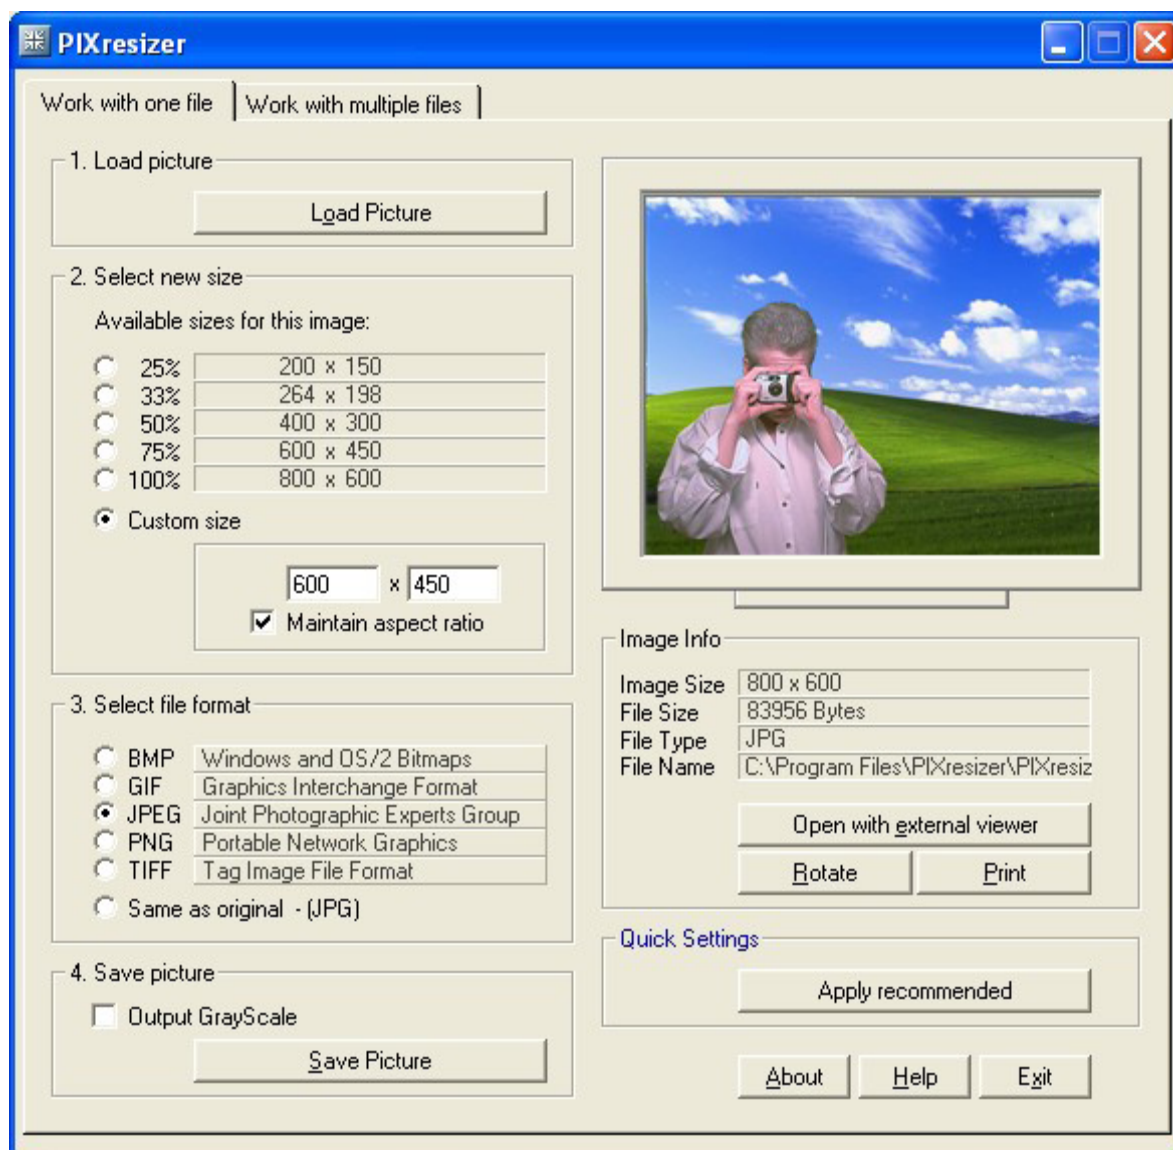 PIXresizer
Work with one file
Work with multiple files
1. Load picture
Load Picture
2. Select new size
Available sizes for this image:
25% 200 x 150
33% 264 x 198
50% 400 x 300
75% 600 x 450
100% 800 x 600
Custom size
600 x 450
Maintain aspect ratio
3. Select file format
BMP Windows and OS/2 Bitmaps
GIF Graphics Interchange Format
JPEG Joint Photographic Experts Group
PNG Portable Network Graphics
TIFF Tag Image File Format
Same as original - (JPG)
4. Save picture
Output GrayScale
Save Picture
Image Info
Image Size 800 x 600
File Size 83956 Bytes
File Type JPG
File Name C:\Program Files\PIXresizer\PIXresiz
Open with external viewer
Rotate Print
Quick Settings
Apply recommended
About Help Exit